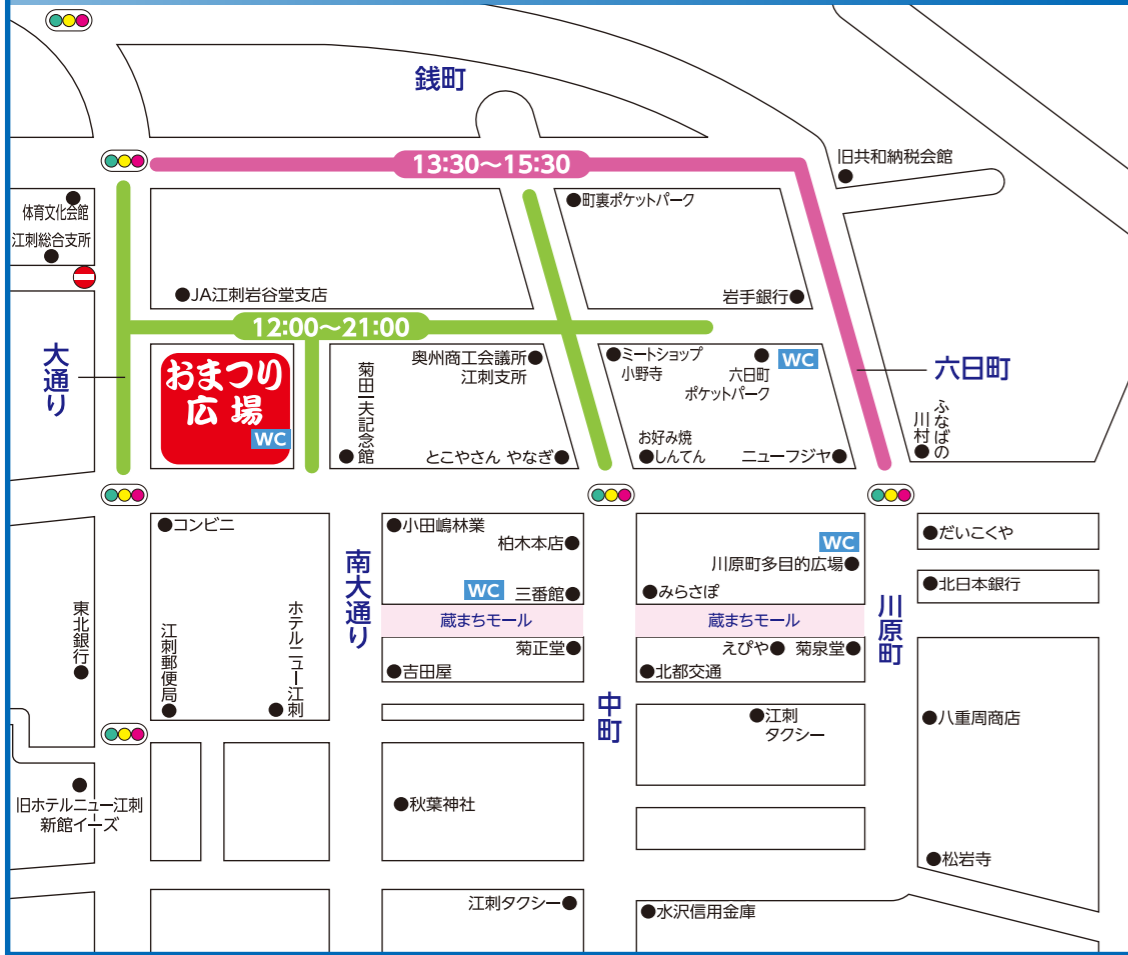 銭町
13:30〜15:30
旧共和納税会館
体育文化会館
江刺総合支所
町裏ポケットパーク
JA江刺岩谷堂支店
岩手銀行
12:00〜21:00
大通り
おまつり
広場
WC
菊田一夫記念館
奥州商工会議所
江刺支所
とこやさん やなぎ
ミートショップ
小野寺
六日町
ポケットパーク
WC
お好み焼
しんてん
ニューフジヤ
六日町
ふなばの
川村
コンビニ
小田嶋林業
柏木本店
WC
三番館
南大通り
蔵まちモール
菊正堂
吉田屋
WC
川原町多目的広場
みらさぽ
蔵まちモール
えびや
菊泉堂
北都交通
だいこくや
北日本銀行
川原町
東北銀行
江刺郵便局
ホテルニュー江刺
中町
江刺
タクシー
八重周商店
旧ホテルニュー江刺
新館イーズ
秋葉神社
松岩寺
江刺タクシー
水沢信用金庫